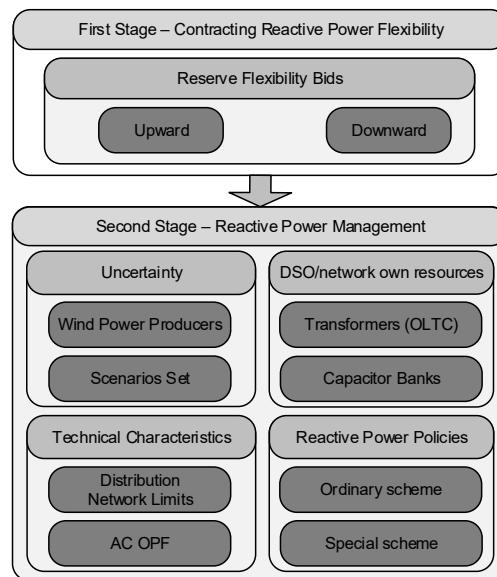 First Stage – Contracting Reactive Power Flexibility
Reserve Flexibility Bids
Upward
Downward
Second Stage – Reactive Power Management
Uncertainty
Wind Power Producers
Scenarios Set
DSO/network own resources
Transformers (OLTC)
Capacitor Banks
Technical Characteristics
Distribution
Network Limits
AC OPF
Reactive Power Policies
Ordinary scheme
Special scheme